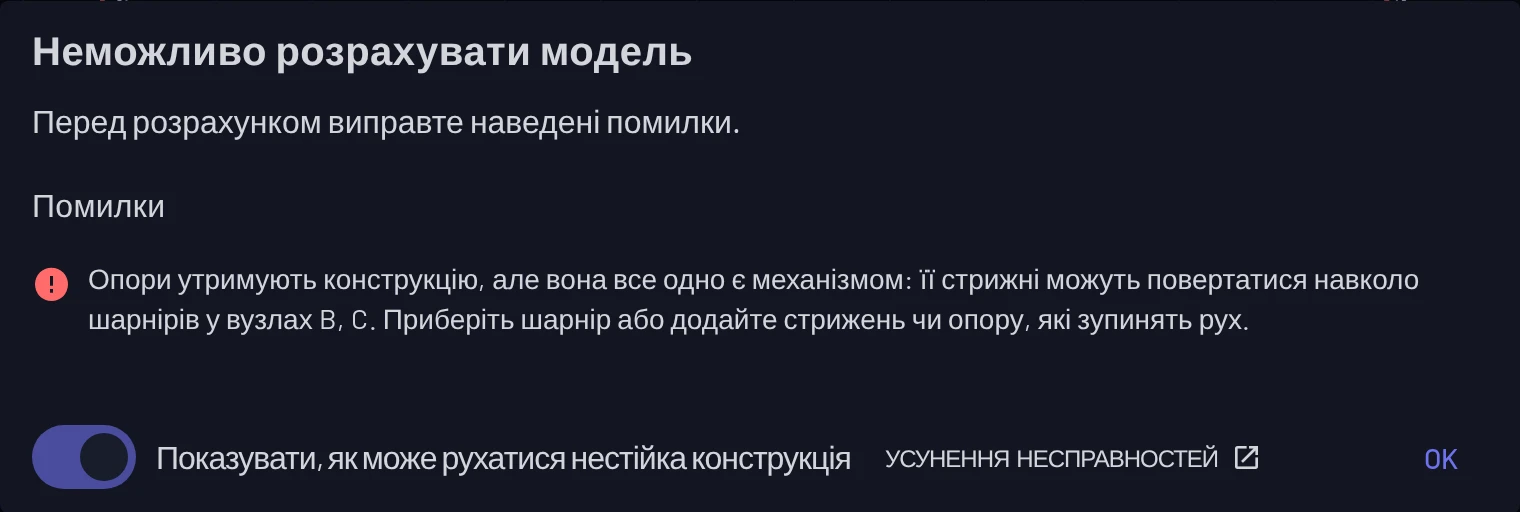 Неможливо розрахувати модель
Перед розрахунком виправте наведені помилки.
Помилки
Опори утримують конструкцію, але вона все одно є механізмом: її стрижні можуть повертатися навколо
шарнірів у вузлах B, C. Приберіть шарнір або додайте стрижень чи опору, які зупинять рух.
Показувати, як може рухатися нестійка конструкція
УСУНЕННЯ НЕСПРАВНОСТЕЙ
OK